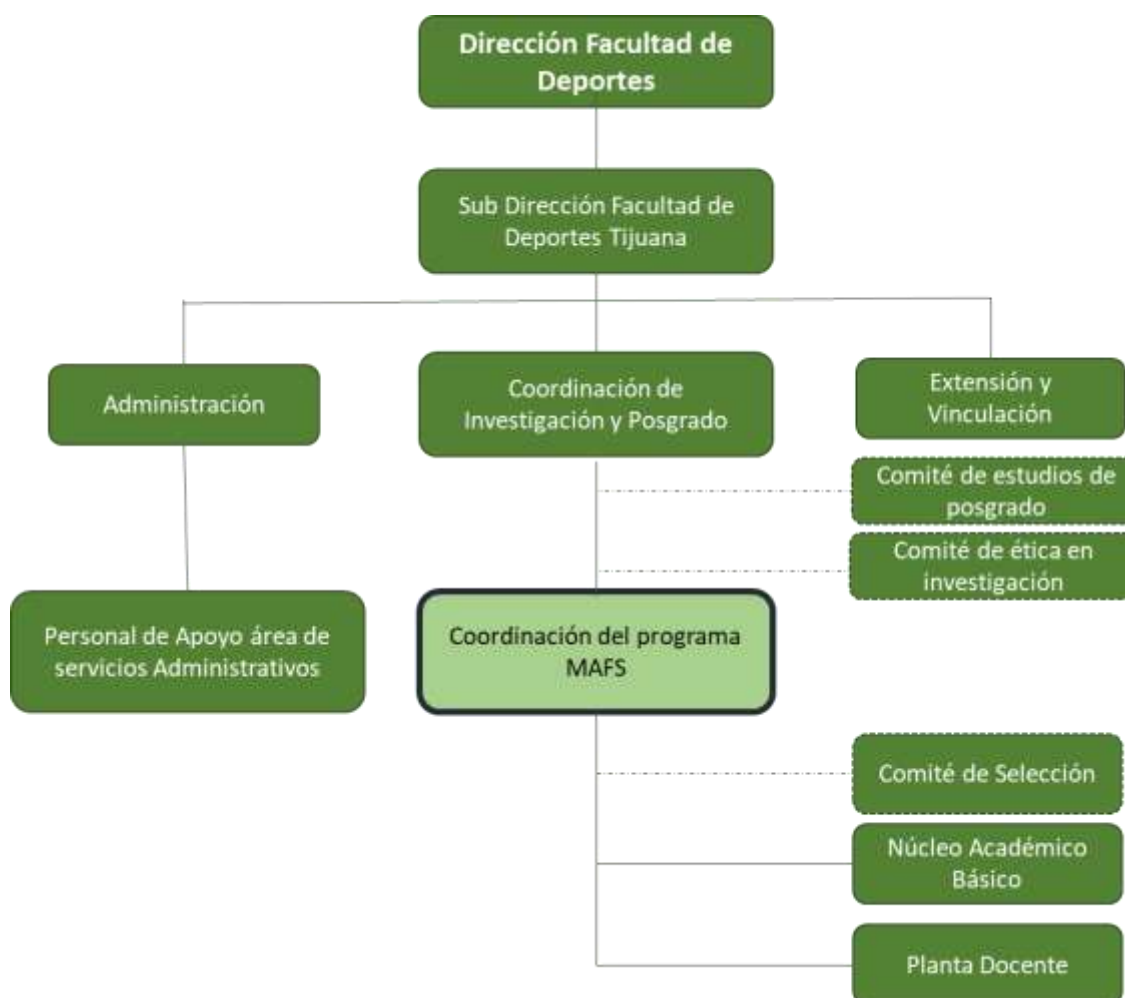 Dirección Facultad de
Deportes
Sub Dirección Facultad de
Deportes Tijuana
Administración
Coordinación de
Investigación y Posgrado
Extensión y
Vinculación
Comité de estudios de
posgrado
Comité de ética en
investigación
Personal de Apoyo área de
servicios Administrativos
Coordinación del programa
MAFS
Comité de Selección
Núcleo Académico
Básico
Planta Docente